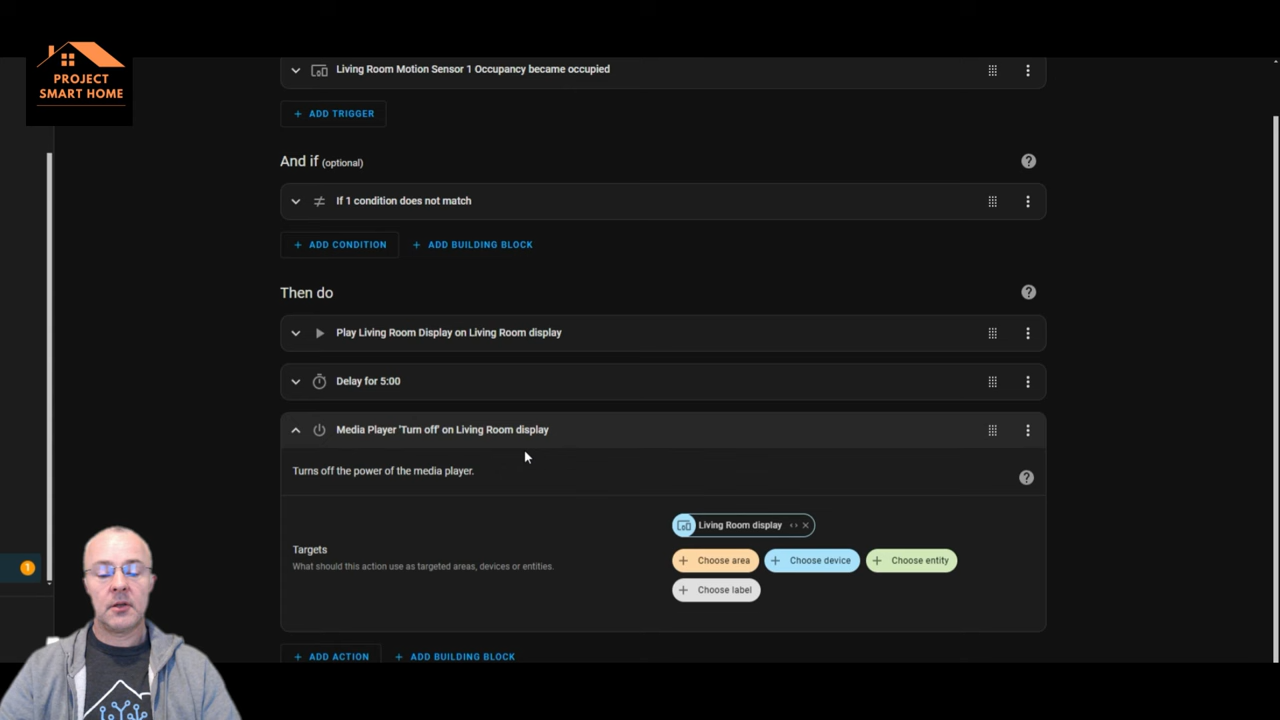 PROJECT
SMART HOME
Living Room Motion Sensor 1 Occupancy became occupied
+ ADD TRIGGER
And if (optional)
If 1 condition does not match
+ ADD CONDITION + ADD BUILDING BLOCK
Then do
Play Living Room Display on Living Room display
Delay for 5:00
Media Player 'Turn off' on Living Room display
Turns off the power of the media player.
Living Room display
Targets
What should this action use as targeted areas, devices or entities.
+ Choose area + Choose device + Choose entity
+ Choose label
1
+ ADD ACTION + ADD BUILDING BLOCK